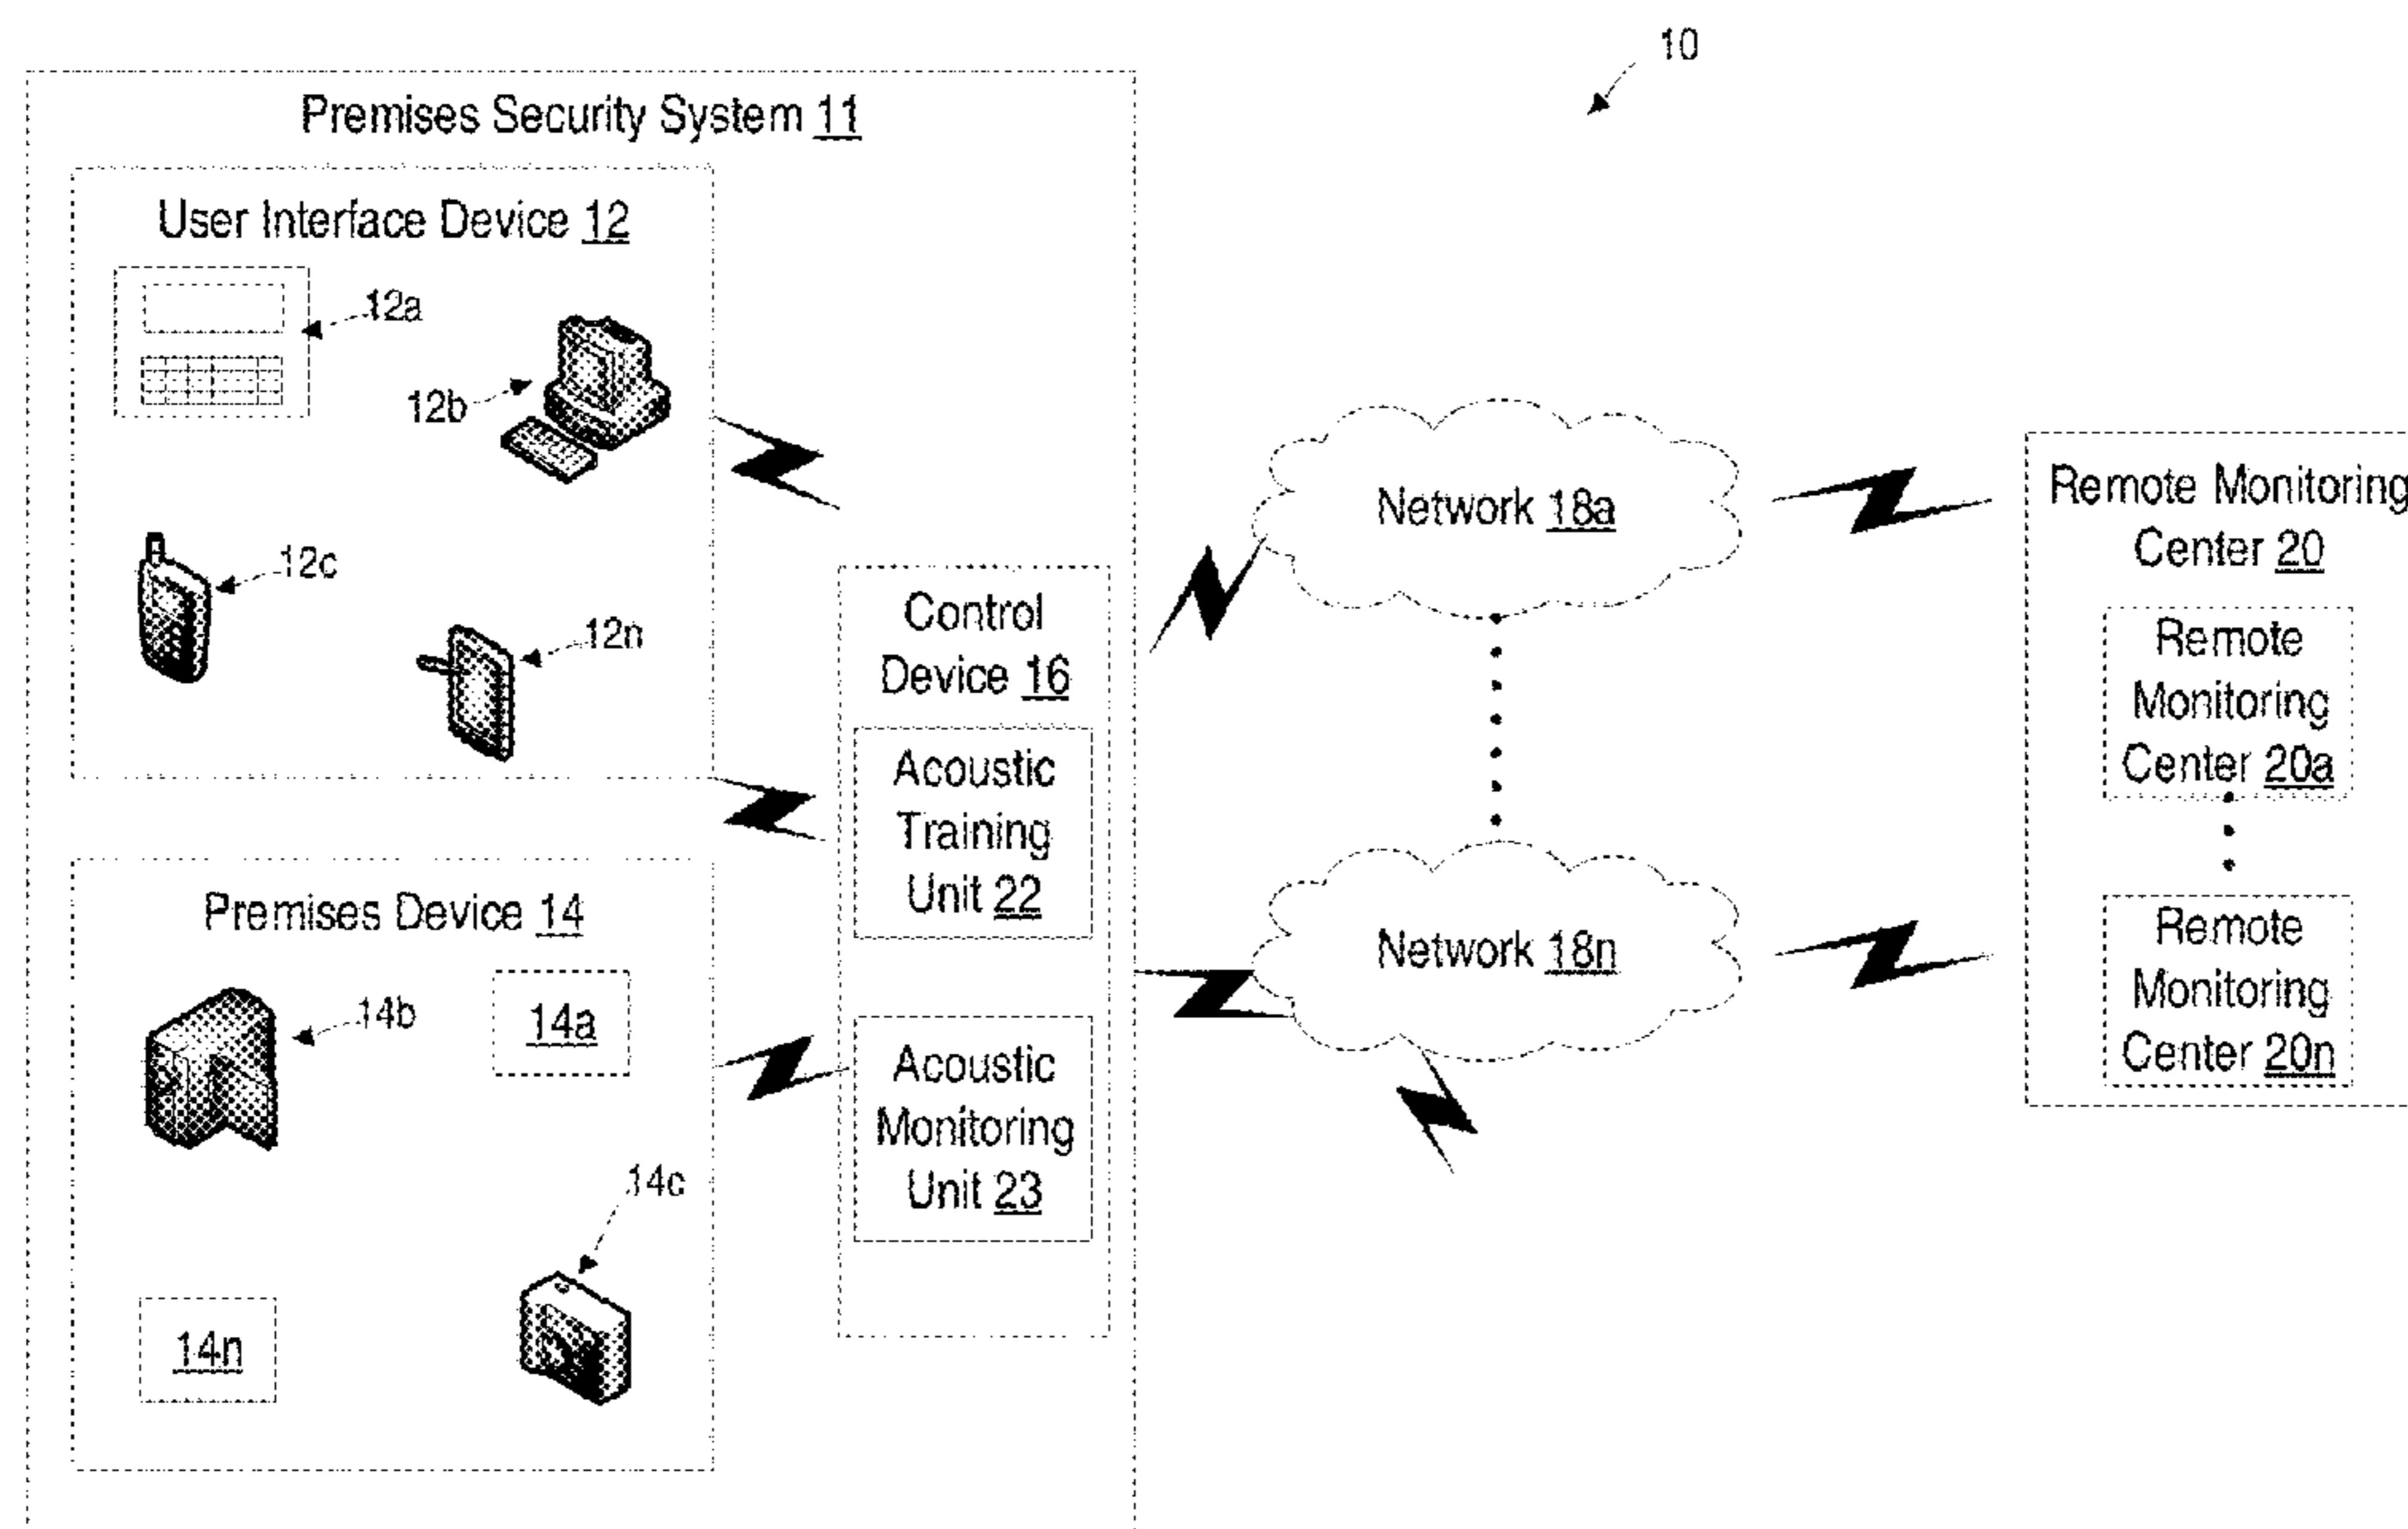 10
Premises Security System 11
User Interface Device 12
12a
12b
12c
12n
Premises Device 14
14b
14a
14c
14n
Control
Device 16
Acoustic
Training
Unit 22
Acoustic
Monitoring
Unit 23
Network 18a
Network 18n
Remote Monitoring
Center 20
Remote
Monitoring
Center 20a
Remote
Monitoring
Center 20n